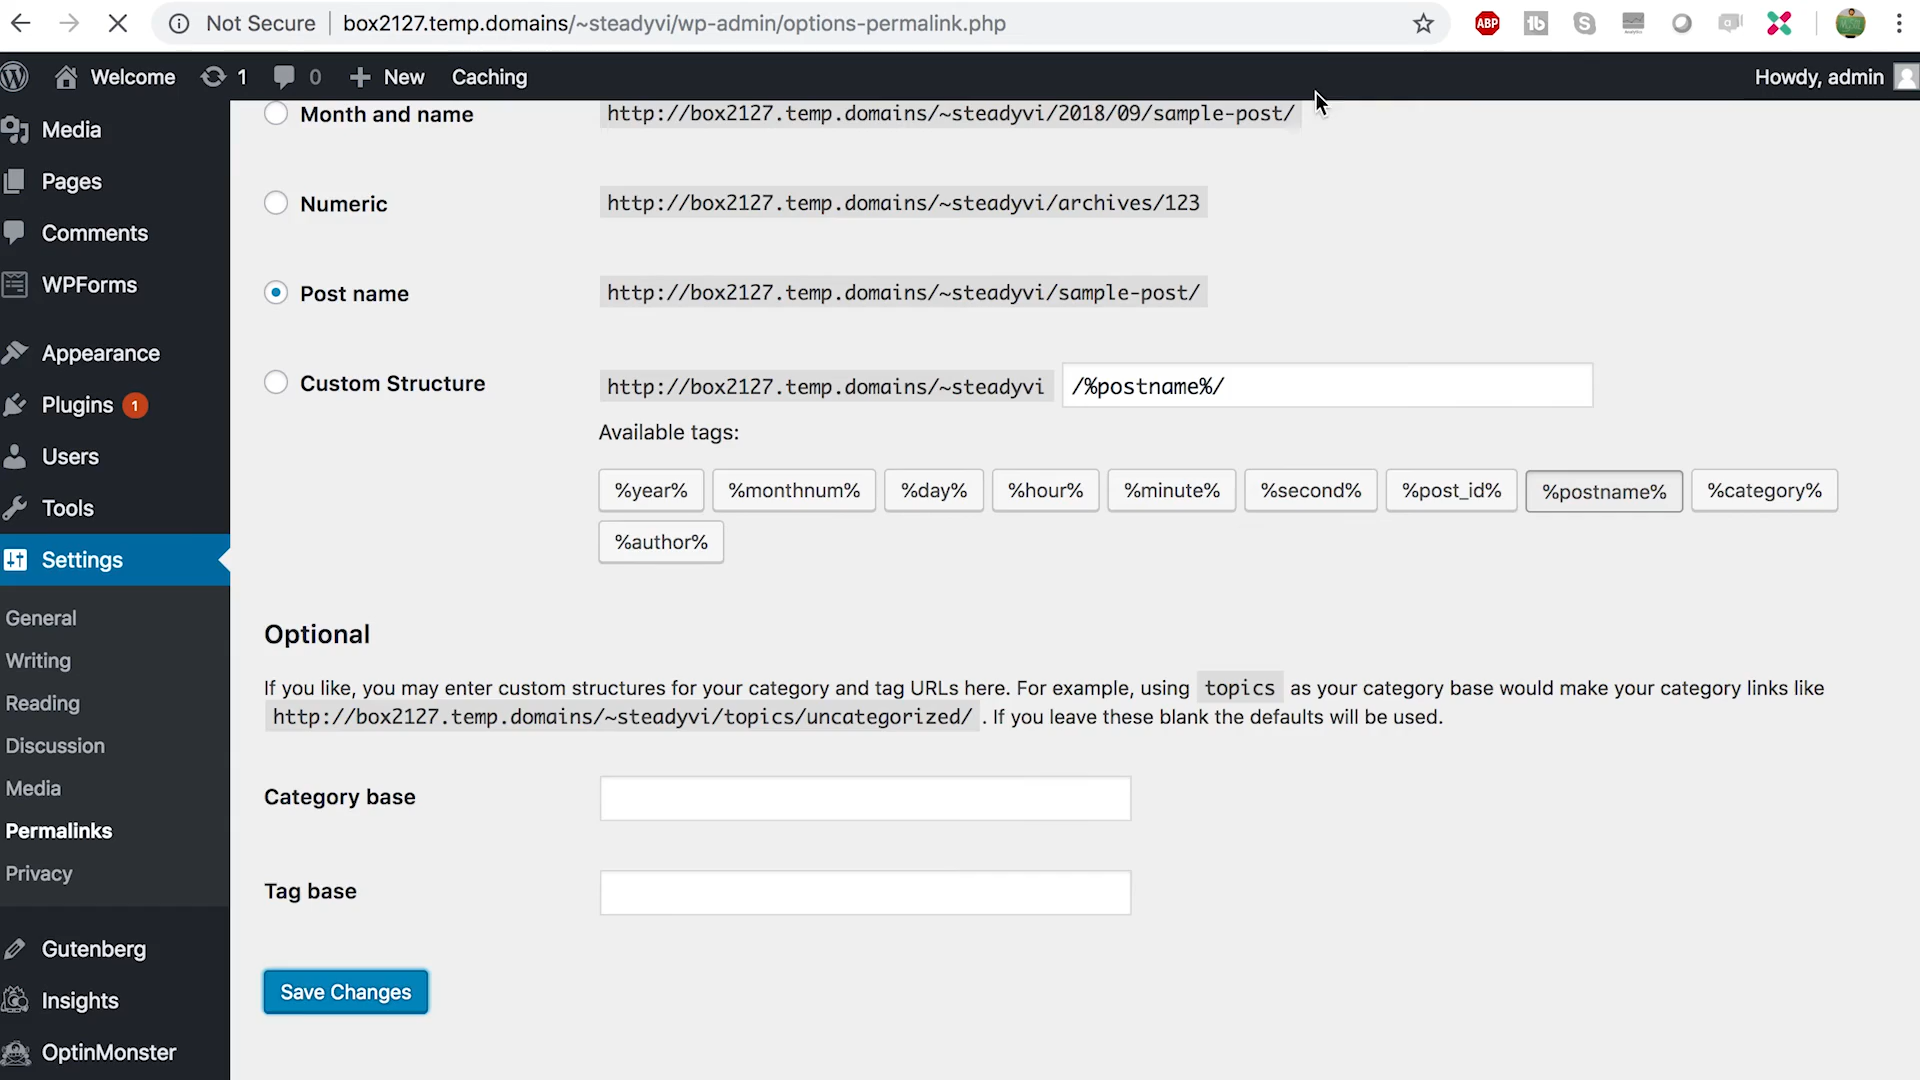 Not Secure box2127.temp.domains/~steadyvi/wp-admin/options-permalink.php
ABP
Welcome 1 0 New Caching Howdy, admin
Media
Pages
Comments
WPForms
Appearance
Plugins 1
Users
Tools
Settings
General
Writing
Reading
Discussion
Media
Permalinks
Privacy
Gutenberg
Insights
OptinMonster
Month and name http://box2127.temp.domains/~steadyvi/2018/09/sample-post/
Numeric http://box2127.temp.domains/~steadyvi/archives/123
Post name http://box2127.temp.domains/~steadyvi/sample-post/
Custom Structure http://box2127.temp.domains/~steadyvi /%postname%/
Available tags:
%year% %monthnum% %day% %hour% %minute% %second% %post_id% %postname% %category%
%author%
Optional
If you like, you may enter custom structures for your category and tag URLs here. For example, using topics as your category base would make your category links like
http://box2127.temp.domains/~steadyvi/topics/uncategorized/ . If you leave these blank the defaults will be used.
Category base
Tag base
Save Changes